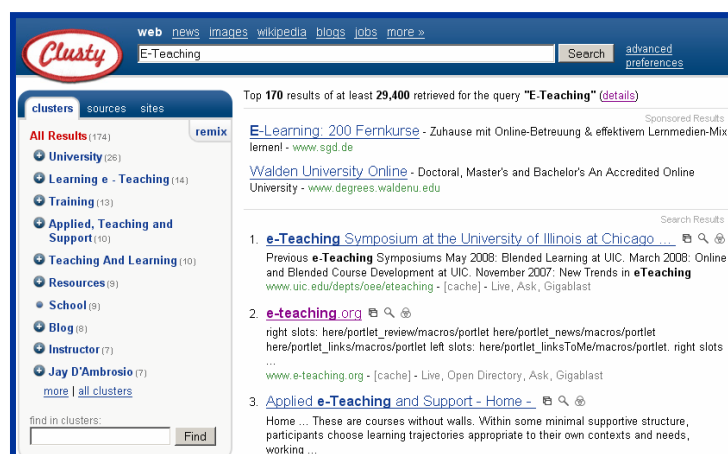 Clusty
web news images wikipedia blogs jobs more »
E-Teaching
Search
advanced
preferences
clusters sources sites
remix
All Results (174)
University (26)
Learning e - Teaching (14)
Training (13)
Applied, Teaching and
Support (10)
Teaching And Learning (10)
Resources (9)
School (9)
Blog (8)
Instructor (7)
Jay D'Ambrosio (7)
more | all clusters
find in clusters:
Find
Top 170 results of at least 29,400 retrieved for the query "E-Teaching" (details)
Sponsored Results
E-Learning: 200 Fernkurse - Zuhause mit Online-Betreuung & effektivem Lernmedien-Mix
lernen! - www.sgd.de
Walden University Online - Doctoral, Master's and Bachelor's An Accredited Online
University - www.degrees.waldenu.edu
Search Results
1. e-Teaching Symposium at the University of Illinois at Chicago ...
Previous e-Teaching Symposiums May 2008: Blended Learning at UIC. March 2008: Online
and Blended Course Development at UIC. November 2007: New Trends in eTeaching
www.uic.edu/depts/oee/eteaching - [cache] - Live, Ask, Gigablast
2. e-teaching.org
right slots: here/portlet_review/macros/portlet here/portlet_news/macros/portlet
here/portlet_links/macros/portlet left slots: here/portlet_linksToMe/macros/portlet. right slots
...
www.e-teaching.org - [cache] - Live, Open Directory, Ask, Gigablast
3. Applied e-Teaching and Support - Home -
Home ... These are courses without walls. Within some minimal supportive structure,
participants choose learning trajectories appropriate to their own contexts and needs,
working ...